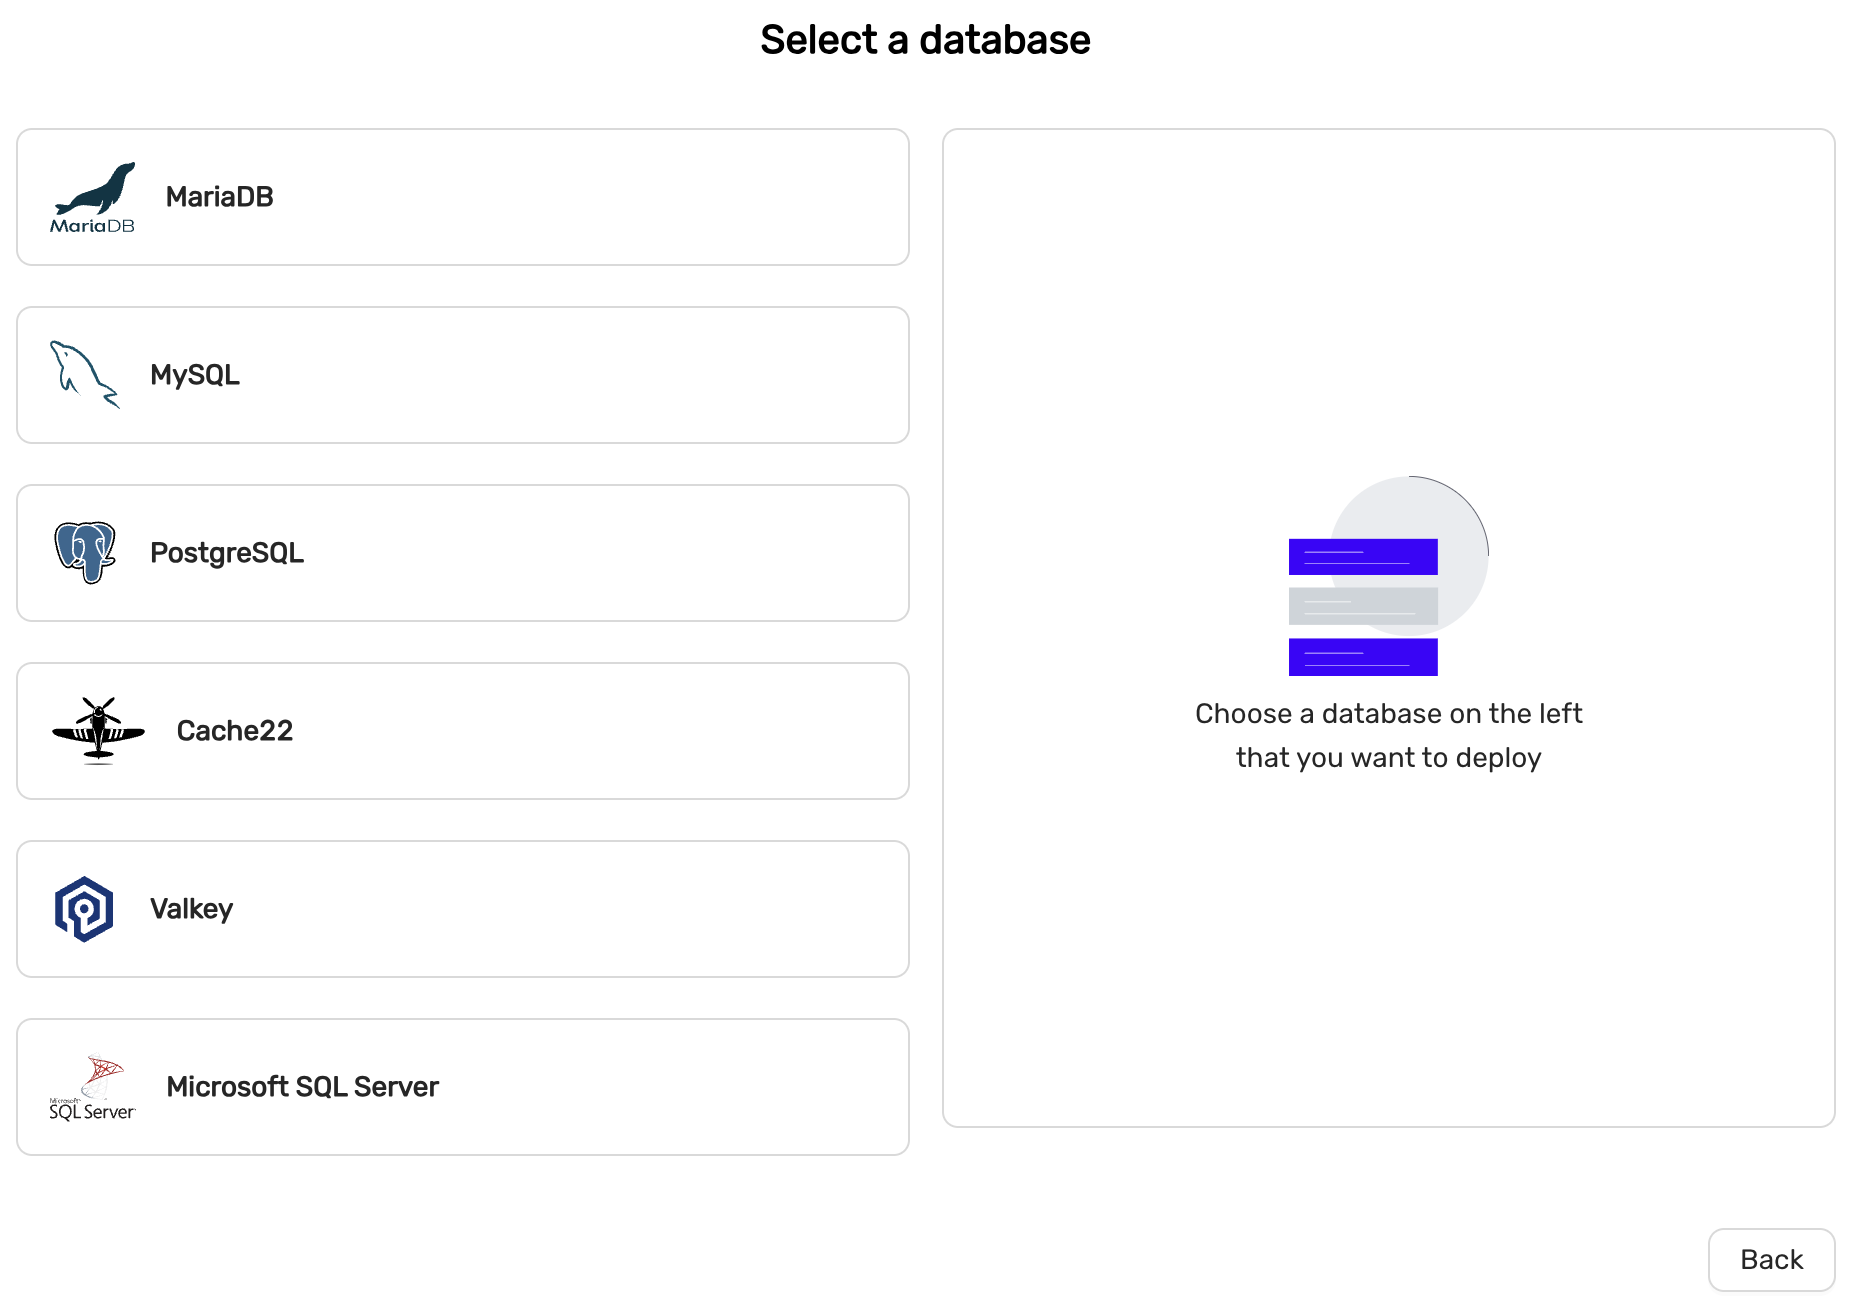 Select a database
MariaDB
MariaDB
MySQL
PostgreSQL
Cache22
Valkey
Microsoft
SQL Server
Microsoft SQL Server
Choose a database on the left
that you want to deploy
Back